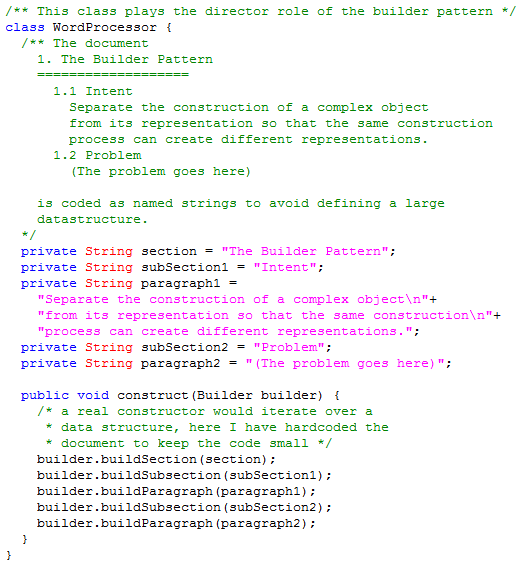 /** This class plays the director role of the builder pattern */
class WordProcessor {
  /** The document
    1. The Builder Pattern
    ===================
      1.1 Intent
        Separate the construction of a complex object
        from its representation so that the same construction
        process can create different representations.
      1.2 Problem
        (The problem goes here)

    is coded as named strings to avoid defining a large
    datastructure.
  */
  private String section = "The Builder Pattern";
  private String subSection1 = "Intent";
  private String paragraph1 =
    "Separate the construction of a complex object\n"+
    "from its representation so that the same construction\n"+
    "process can create different representations.";
  private String subSection2 = "Problem";
  private String paragraph2 = "(The problem goes here)";

  public void construct(Builder builder) {
    /* a real constructor would iterate over a
     * data structure, here I have hardcoded the
     * document to keep the code small */
    builder.buildSection(section);
    builder.buildSubsection(subSection1);
    builder.buildParagraph(paragraph1);
    builder.buildSubsection(subSection2);
    builder.buildParagraph(paragraph2);
  }
}